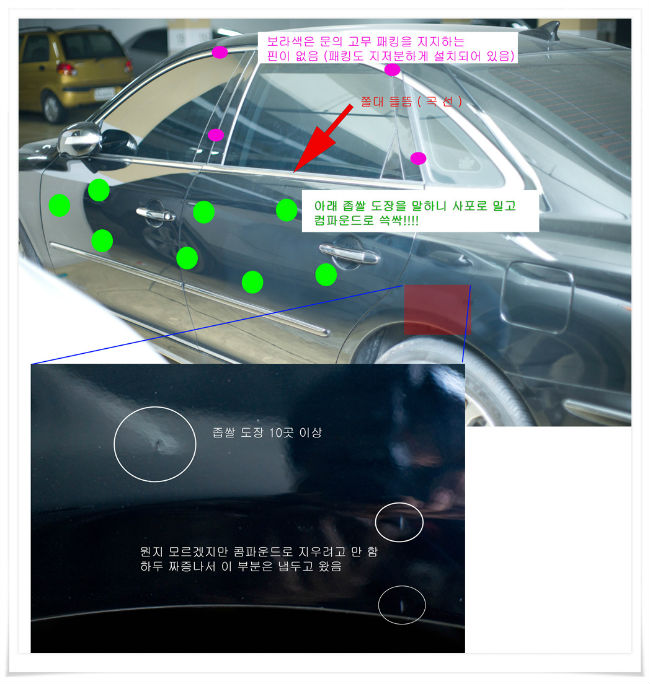 보라색은 문의 고무 패킹을 지지하는
핀이 없음 (패킹도 지저분하게 설치되어 있음)
쫄대 들뜸 ( 곡 선 )
아래 좁쌀 도장을 말하니 사포로 밀고
컴파운드로 쓱싹!!!!
좁쌀 도장 10곳 이상
뭔지 모르겠지만 콤파운드로 지우려고 만 함
하두 짜증나서 이 부분은 냅두고 왔음